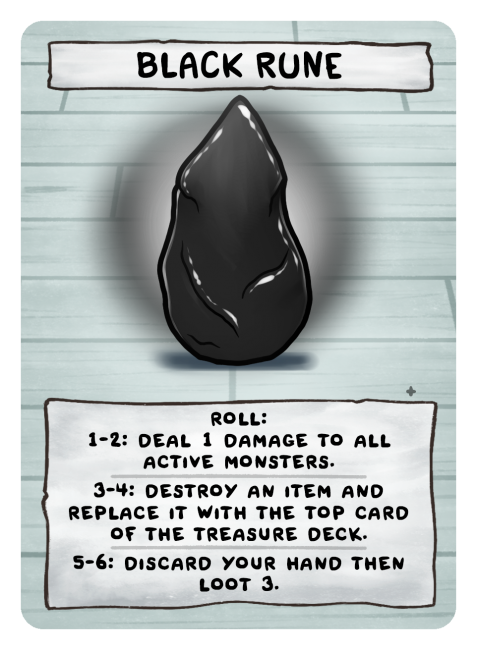 BLACK RUNE
ROLL:
1-2: DEAL 1 DAMAGE TO ALL
ACTIVE MONSTERS.
3-4: DESTROY AN ITEM AND
REPLACE IT WITH THE TOP CARD
OF THE TREASURE DECK.
5-6: DISCARD YOUR HAND THEN
LOOT 3.